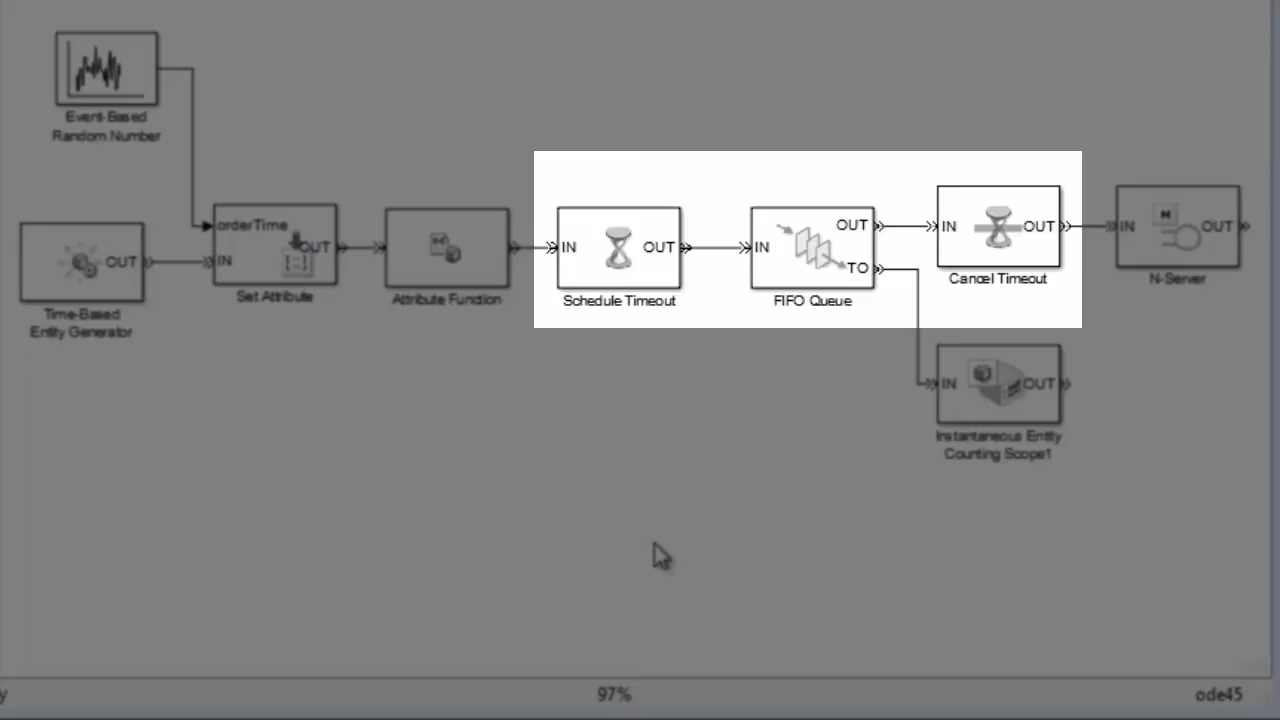 Event-Based
Random Number
orderTime
OUT
IN
Set Attribute
OUT
Time-Based
Entity Generator
Attribute Function
IN
OUT
Schedule Timeout
IN
OUT
TO
FIFO Queue
IN
OUT
Cancel Timeout
IN
N
OUT
N-Server
IN
OUT
Instantaneous Entity
Counting Scope1
y
97%
ode45